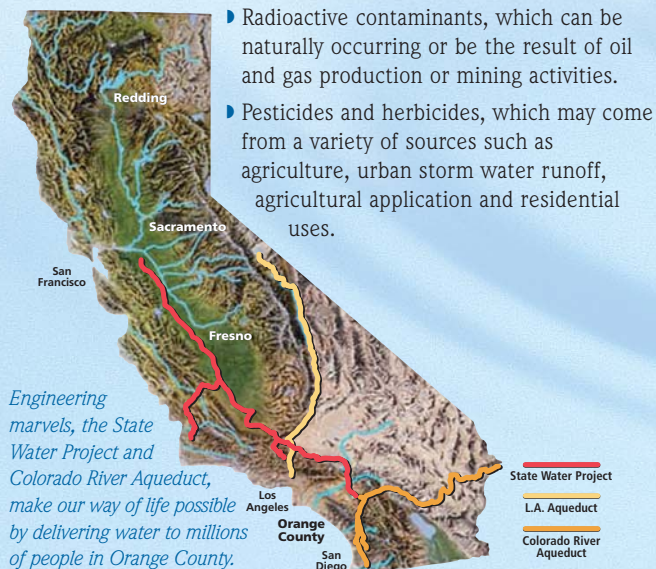 ◗ Radioactive contaminants, which can be
naturally occurring or be the result of oil
and gas production or mining activities.
◗ Pesticides and herbicides, which may come
from a variety of sources such as
agriculture, urban storm water runoff,
agricultural application and residential
uses.
Redding
Sacramento
San
Francisco
Fresno
Engineering
marvels, the State
Water Project and
Colorado River Aqueduct,
make our way of life possible
by delivering water to millions
of people in Orange County.
Los
Angeles
Orange
County
San
Diego
State Water Project
L.A. Aqueduct
Colorado River
Aqueduct